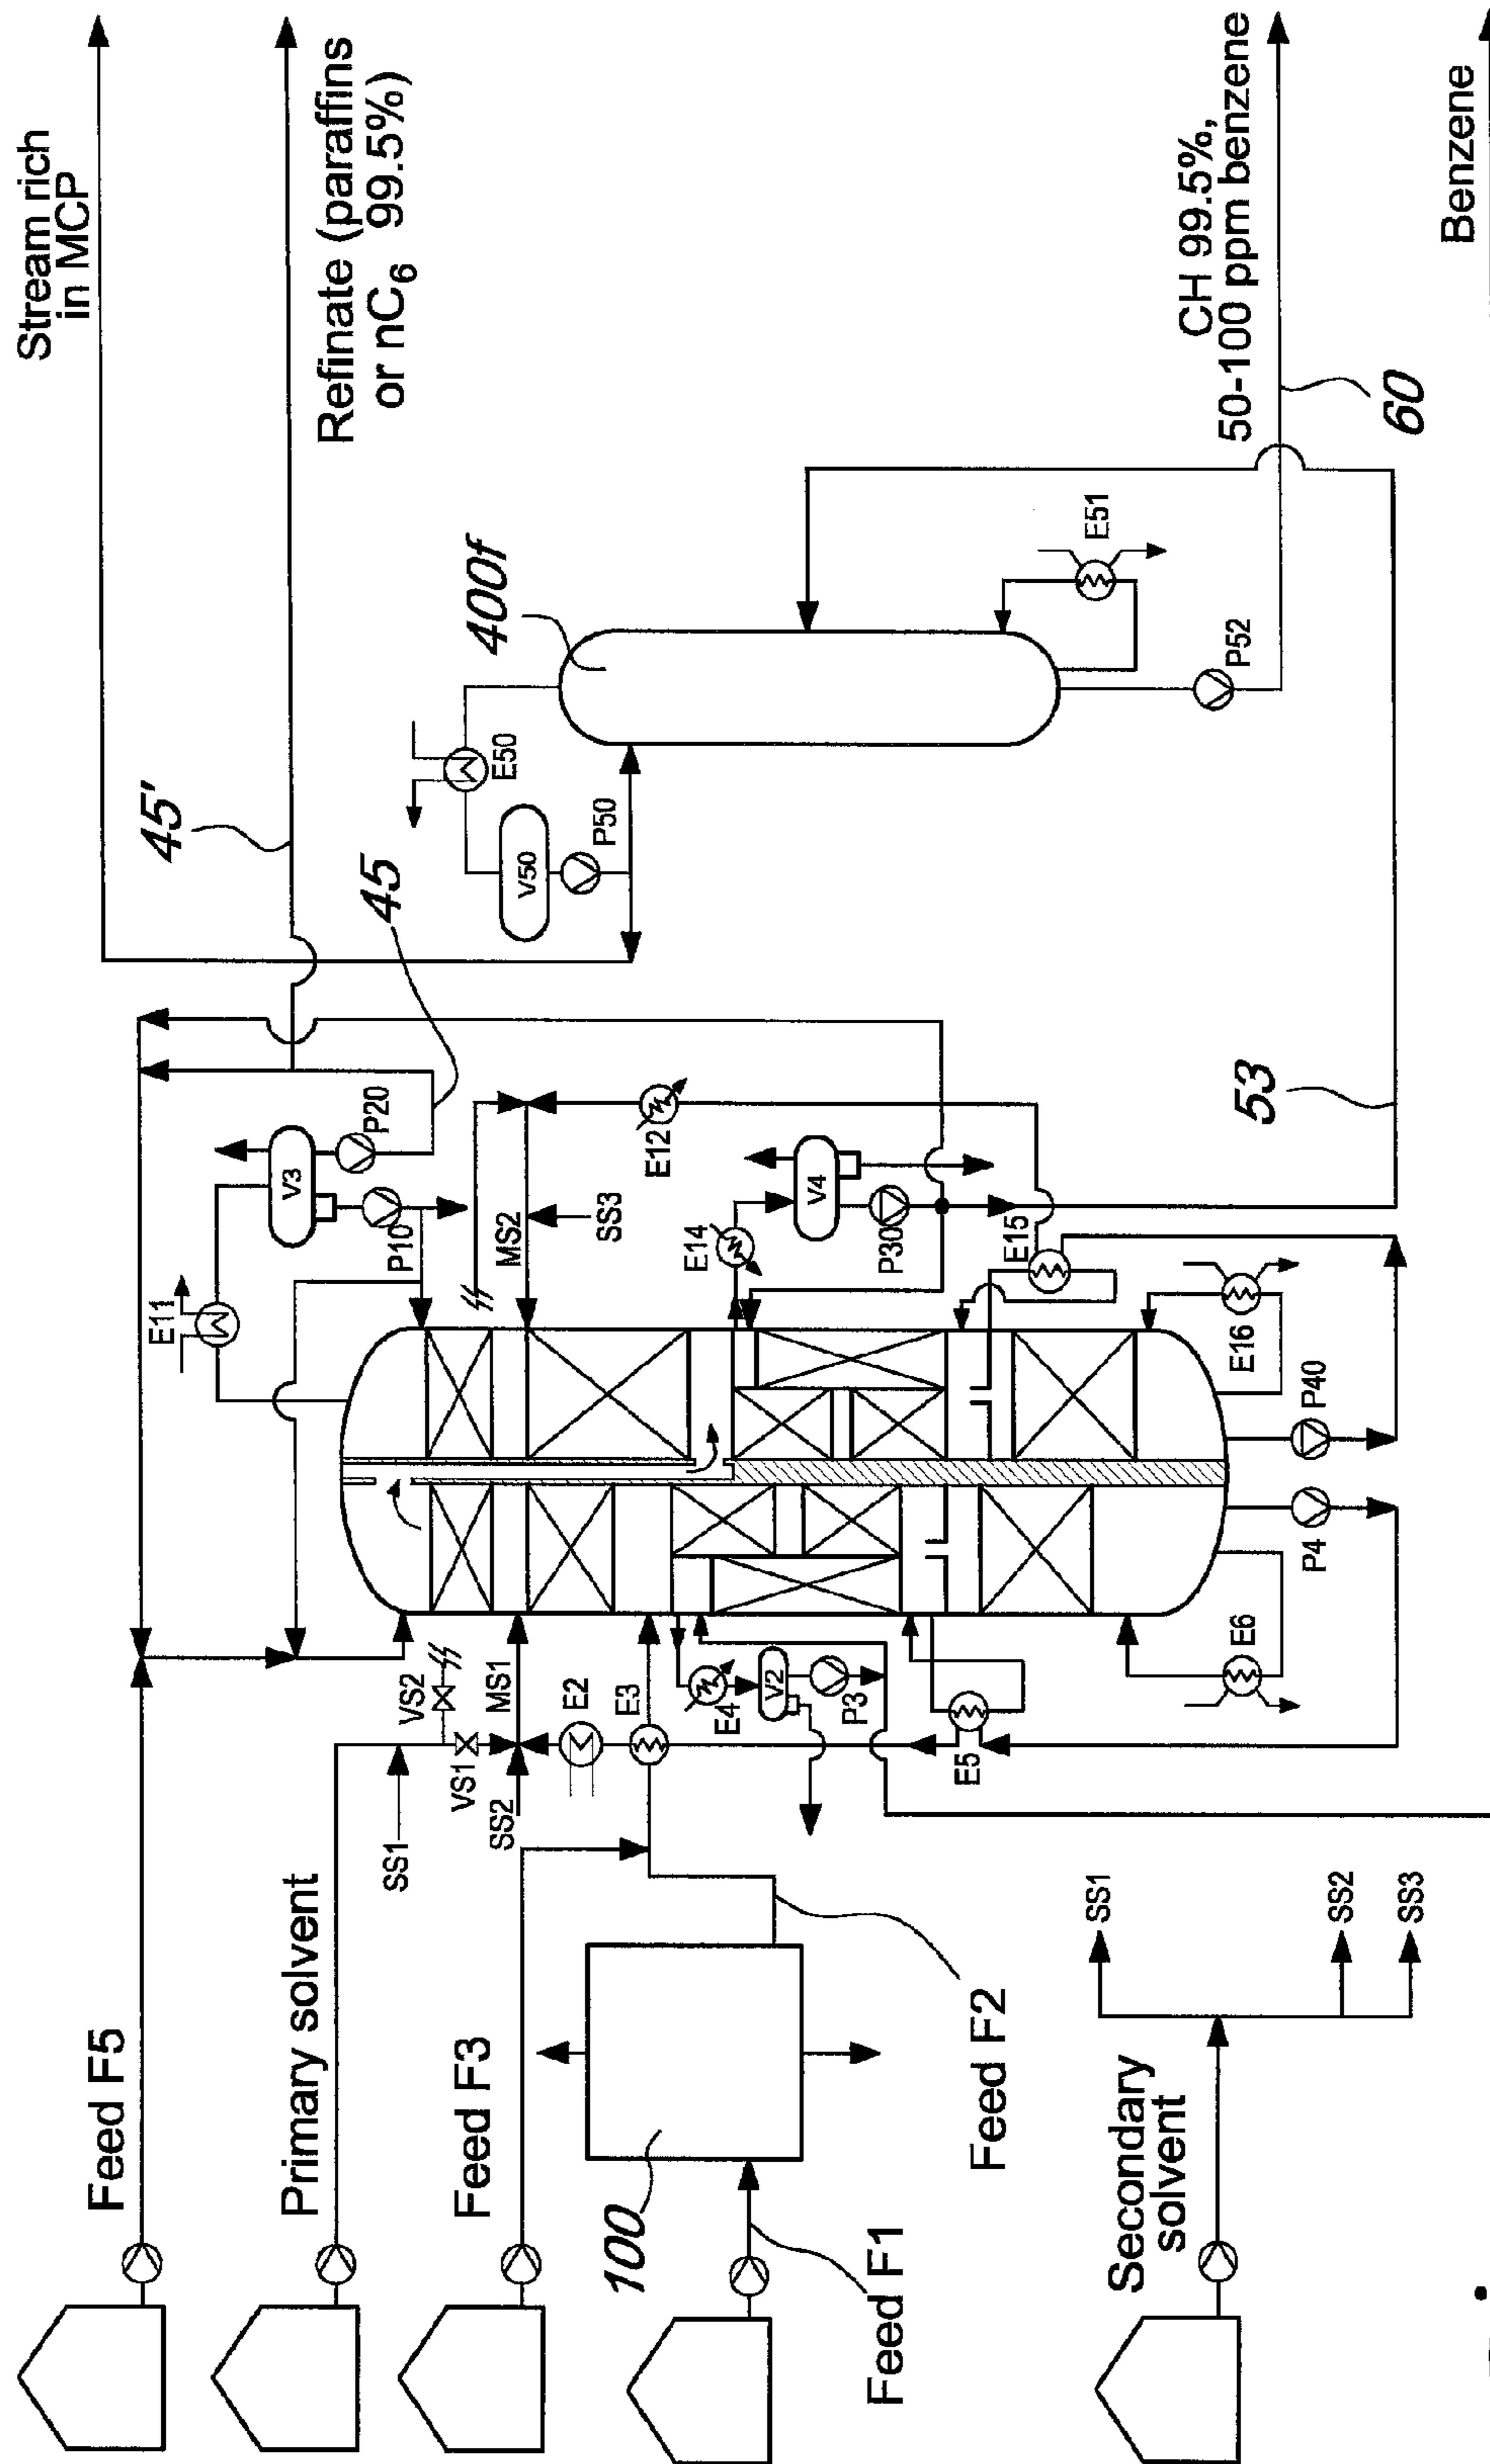 Stream rich
in MCP
45'
Refinate (paraffins
or nC6 99.5%)
Feed F5
E11
V3
P20
45
P10
400f
E50
V50
P50
E51
P52
CH 99.5%,
50-100 ppm benzene
60
Benzene
Primary solvent
SS1
VS2
VS1
MS1
SS2
E2
E3
MS2
SS3
E12
E14
V4
P30
E15
53
Feed F3
E4
V2
P3
E5
E6
P4
P40
E16
100
Feed F2
Feed F1
Secondary
solvent
SS1
SS2
SS3